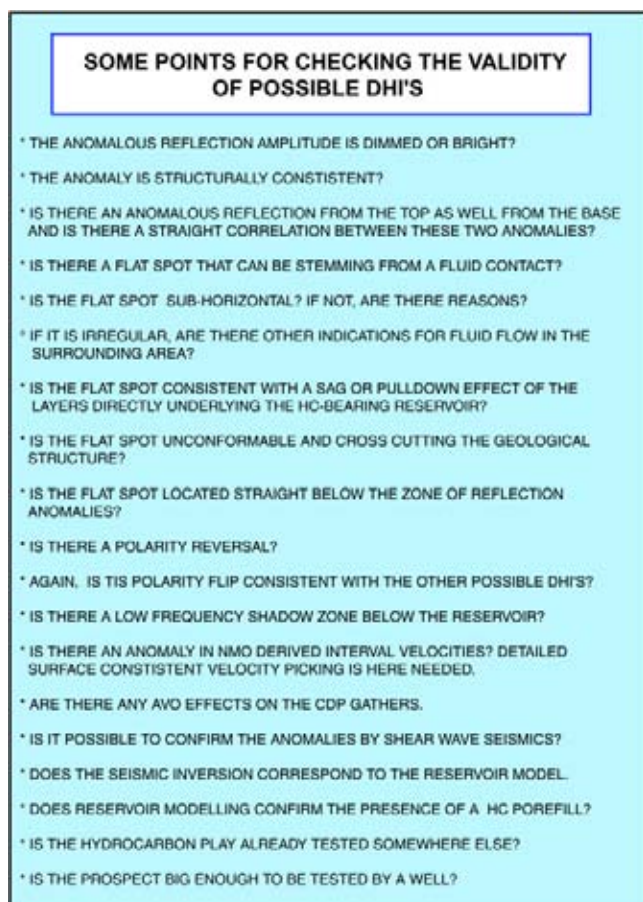 SOME POINTS FOR CHECKING THE VALIDITY
OF POSSIBLE DHI'S
* THE ANOMALOUS REFLECTION AMPLITUDE IS DIMMED OR BRIGHT?
* THE ANOMALY IS STRUCTURALLY CONSTISTENT?
* IS THERE AN ANOMALOUS REFLECTION FROM THE TOP AS WELL FROM THE BASE
AND IS THERE A STRAIGHT CORRELATION BETWEEN THESE TWO ANOMALIES?
* IS THERE A FLAT SPOT THAT CAN BE STEMMING FROM A FLUID CONTACT?
* IS THE FLAT SPOT SUB-HORIZONTAL? IF NOT, ARE THERE REASONS?
* IF IT IS IRREGULAR, ARE THERE OTHER INDICATIONS FOR FLUID FLOW IN THE
SURROUNDING AREA?
* IS THE FLAT SPOT CONSISTENT WITH A SAG OR PULLDOWN EFFECT OF THE
LAYERS DIRECTLY UNDERLYING THE HC-BEARING RESERVOIR?
* IS THE FLAT SPOT UNCONFORMABLE AND CROSS CUTTING THE GEOLOGICAL
STRUCTURE?
* IS THE FLAT SPOT LOCATED STRAIGHT BELOW THE ZONE OF REFLECTION
ANOMALIES?
* IS THERE A POLARITY REVERSAL?
* AGAIN, IS TIS POLARITY FLIP CONSISTENT WITH THE OTHER POSSIBLE DHI'S?
* IS THERE A LOW FREQUENCY SHADOW ZONE BELOW THE RESERVOIR?
* IS THERE AN ANOMALY IN NMO DERIVED INTERVAL VELOCITIES? DETAILED
SURFACE CONSTISTENT VELOCITY PICKING IS HERE NEEDED.
* ARE THERE ANY AVO EFFECTS ON THE CDP GATHERS.
* IS IT POSSIBLE TO CONFIRM THE ANOMALIES BY SHEAR WAVE SEISMICS?
* DOES THE SEISMIC INVERSION CORRESPOND TO THE RESERVOIR MODEL.
* DOES RESERVOIR MODELLING CONFIRM THE PRESENCE OF A HC POREFILL?
* IS THE HYDROCARBON PLAY ALREADY TESTED SOMEWHERE ELSE?
* IS THE PROSPECT BIG ENOUGH TO BE TESTED BY A WELL?